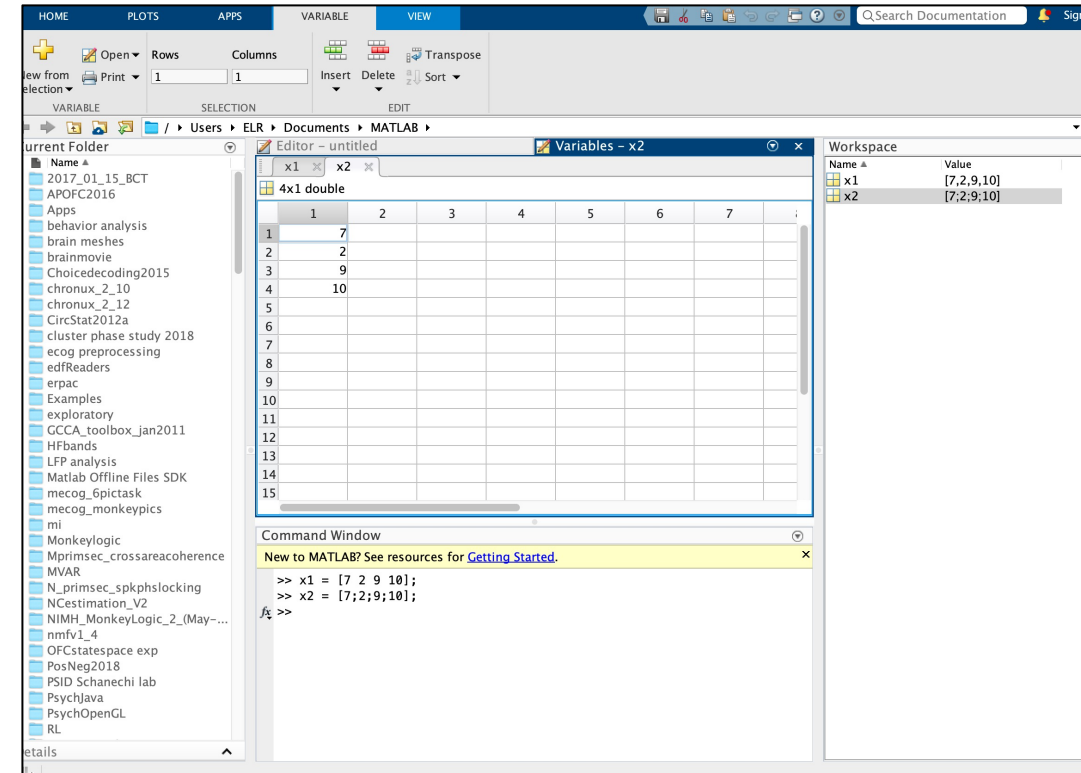 HOME PLOTS APPS VARIABLE VIEW Search Documentation Sig
Open Rows Columns Transpose
New from Print 1 1 Insert Delete Sort
election
VARIABLE SELECTION EDIT
/ Users ELR Documents MATLAB
urrent Folder
Name
2017_01_15_BCT
APOFC2016
Apps
behavior analysis
brain meshes
brainmovie
Choicedecoding2015
chronux_2_10
chronux_2_12
CircStat2012a
cluster phase study 2018
ecog preprocessing
edfReaders
erpac
Examples
exploratory
GCCA_toolbox_jan2011
HFbands
LFP analysis
Matlab Offline Files SDK
mecog_6pictask
mecog_monkeypics
mi
Monkeylogic
Mprimsec_crossareacoherence
MVAR
N_primsec_spkphslocking
NCestimation_V2
NIMH_MonkeyLogic_2_(May-...
nmfv1_4
OFCstatespace exp
PosNeg2018
PSID Schanechi lab
PsychJava
PsychOpenGL
RL
etails
Editor – untitled Variables – x2
x1 x2
4x1 double
1 2 3 4 5 6 7
1 7
2 2
3 9
4 10
5
6
7
8
9
10
11
12
13
14
15
Command Window
New to MATLAB? See resources for Getting Started.
>> x1 = [7 2 9 10];
>> x2 = [7;2;9;10];
fx >>
Workspace
Name Value
x1 [7,2,9,10]
x2 [7;2;9;10]